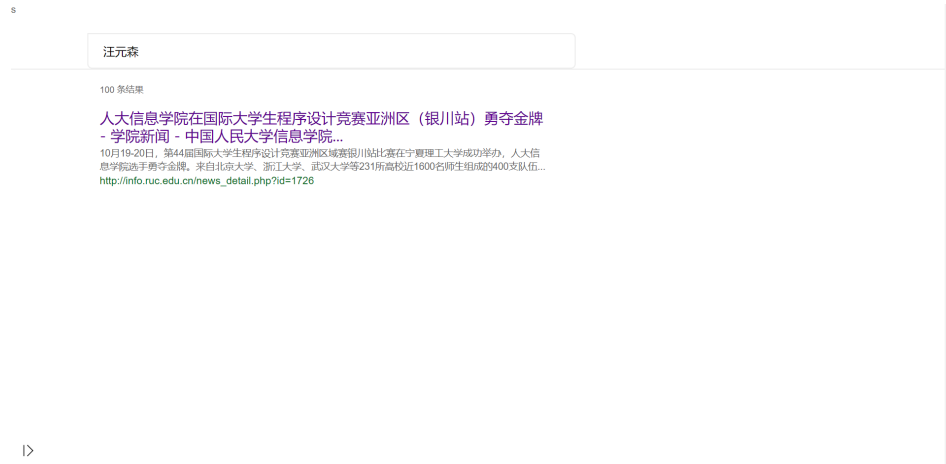 s
汪元森
100 条结果
人大信息学院在国际大学生程序设计竞赛亚洲区（银川站）勇夺金牌
- 学院新闻 - 中国人民大学信息学院...
10月19-20日，第44届国际大学生程序设计竞赛亚洲区域赛银川站比赛在宁夏理工大学成功举办，人大信
息学院选手勇夺金牌。来自北京大学、浙江大学、武汉大学等231所高校近1600名师生组成的400支队伍...
http://info.ruc.edu.cn/news_detail.php?id=1726